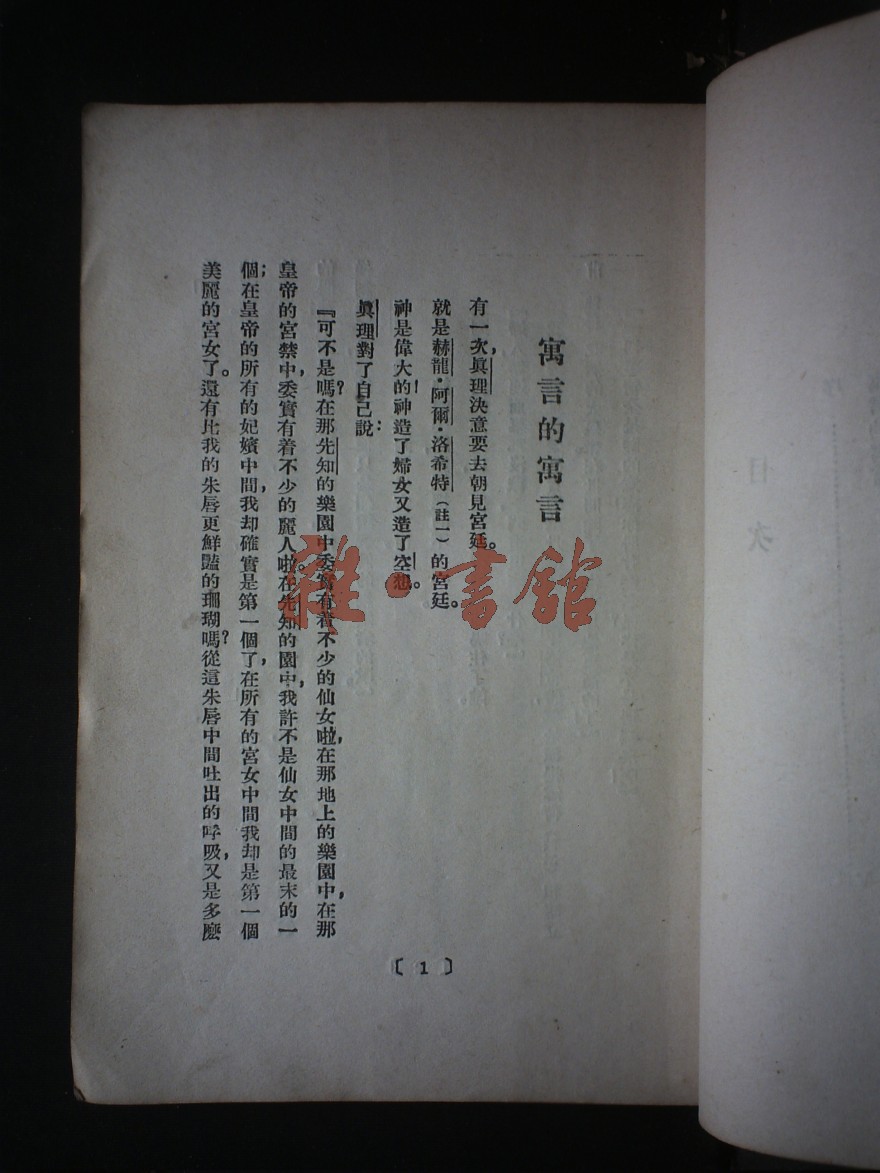 寓言的寓言
有一次，眞理決意要去朝見宮廷。
就是赫龍·阿爾·洛希特（註一）的宮廷。
神是偉大的！神造了婦女又造了空想。
眞理對了自己說：
『可不是嗎？在那先知的樂園中委實有着不少的仙女啦，在那地上的樂園中，在那
皇帝的宮禁中，委實有着不少的麗人啦。在先知的園中，我許不是仙女中間的最末的一
個；在皇帝的所有的妃嬪中間，我却確實是第一個了，在所有的宮女中間我却是第一個
美麗的宮女了。還有比我的朱唇更鮮豔的珊瑚嗎？從這朱唇中間吐出的呼吸，又是多麽
〔1〕
雜·書館
目次